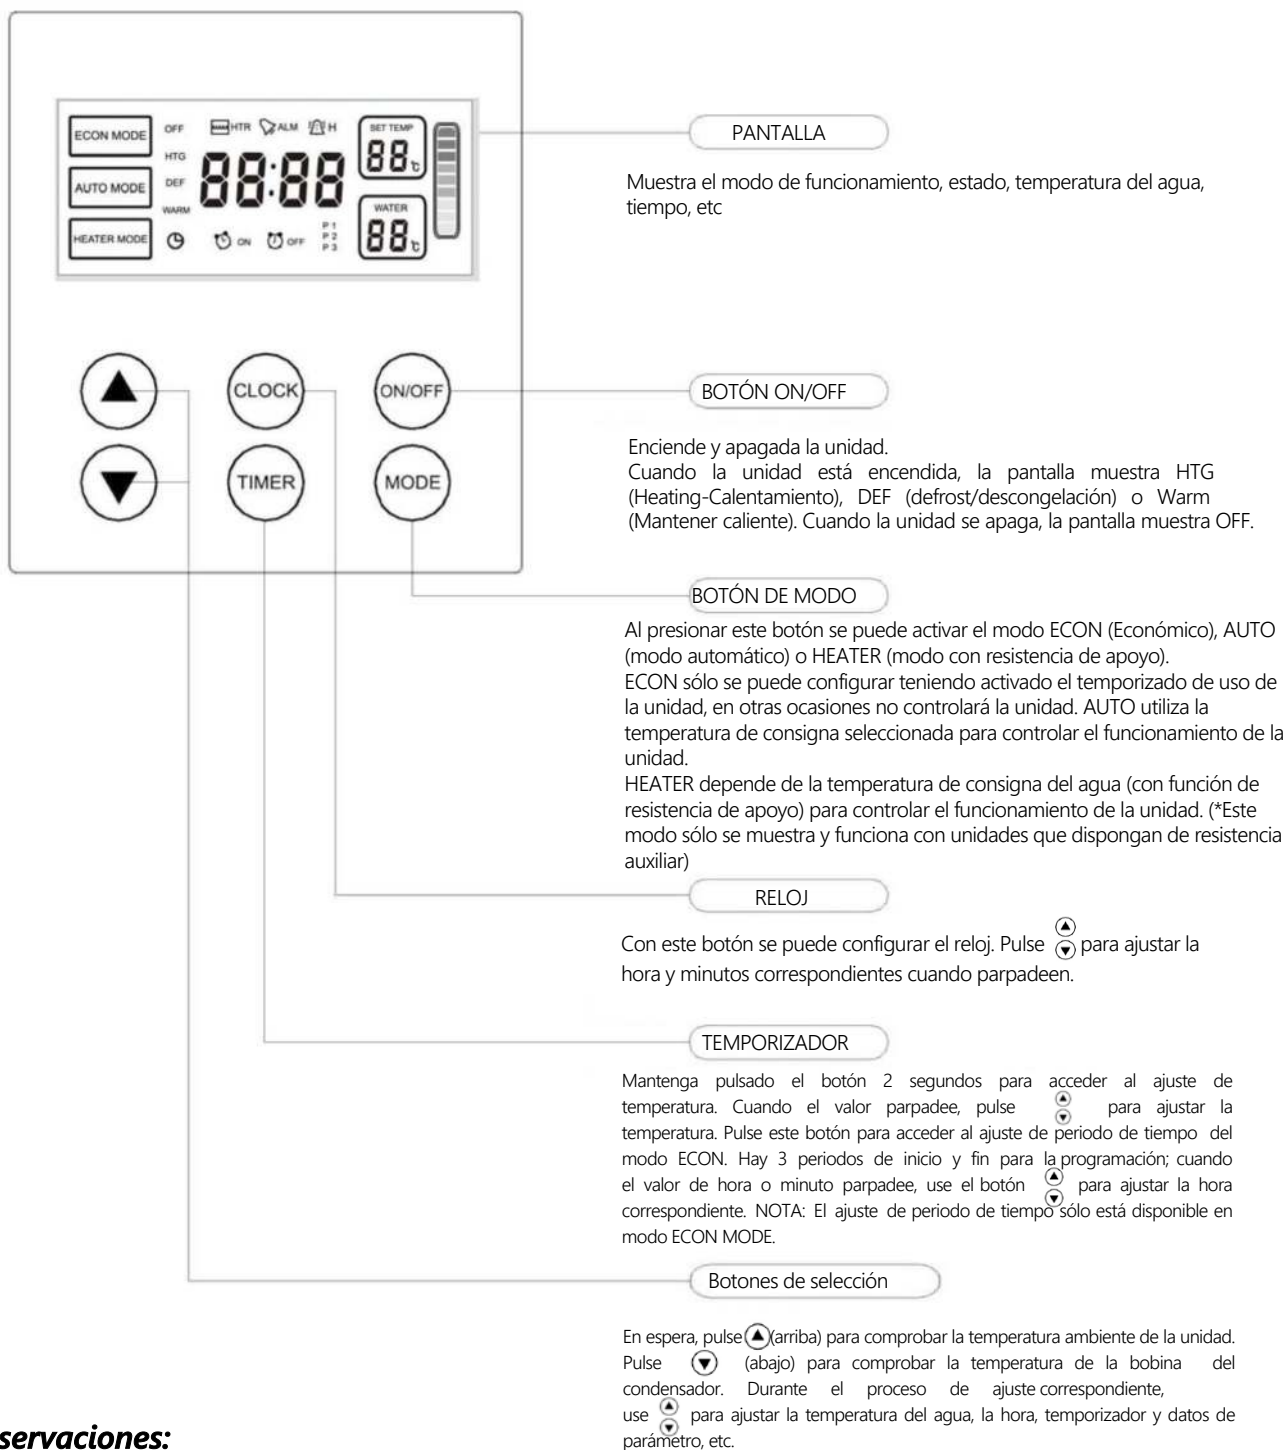 ECON MODE
OFF
HTR
ALM
H
SET TEMP
88 °C
HTG
88:88
AUTO MODE
DEF
WARM
WATER
88 °C
HEATER MODE
ON
OFF
P 1
P 2
P 3
PANTALLA
Muestra el modo de funcionamiento, estado, temperatura del agua,
tiempo, etc
CLOCK
ON/OFF
TIMER
MODE
BOTÓN ON/OFF
Enciende y apagada la unidad.
Cuando la unidad está encendida, la pantalla muestra HTG
(Heating-Calentamiento), DEF (defrost/descongelación) o Warm
(Mantener caliente). Cuando la unidad se apaga, la pantalla muestra OFF.
BOTÓN DE MODO
Al presionar este botón se puede activar el modo ECON (Económico), AUTO
(modo automático) o HEATER (modo con resistencia de apoyo).
ECON sólo se puede configurar teniendo activado el temporizado de uso de
la unidad, en otras ocasiones no controlará la unidad. AUTO utiliza la
temperatura de consigna seleccionada para controlar el funcionamiento de la
unidad.
HEATER depende de la temperatura de consigna del agua (con función de
resistencia de apoyo) para controlar el funcionamiento de la unidad. (*Este
modo sólo se muestra y funciona con unidades que dispongan de resistencia
auxiliar)
RELOJ
Con este botón se puede configurar el reloj. Pulse para ajustar la
hora y minutos correspondientes cuando parpadeen.
TEMPORIZADOR
Mantenga pulsado el botón 2 segundos para acceder al ajuste de
temperatura. Cuando el valor parpadee, pulse para ajustar la
temperatura. Pulse este botón para acceder al ajuste de periodo de tiempo del
modo ECON. Hay 3 periodos de inicio y fin para la programación; cuando
el valor de hora o minuto parpadee, use el botón para ajustar la hora
correspondiente. NOTA: El ajuste de periodo de tiempo sólo está disponible en
modo ECON MODE.
Botones de selección
En espera, pulse (arriba) para comprobar la temperatura ambiente de la unidad.
Pulse (abajo) para comprobar la temperatura de la bobina del
condensador. Durante el proceso de ajuste correspondiente,
use para ajustar la temperatura del agua, la hora, temporizador y datos de
parámetro, etc.
servaciones: